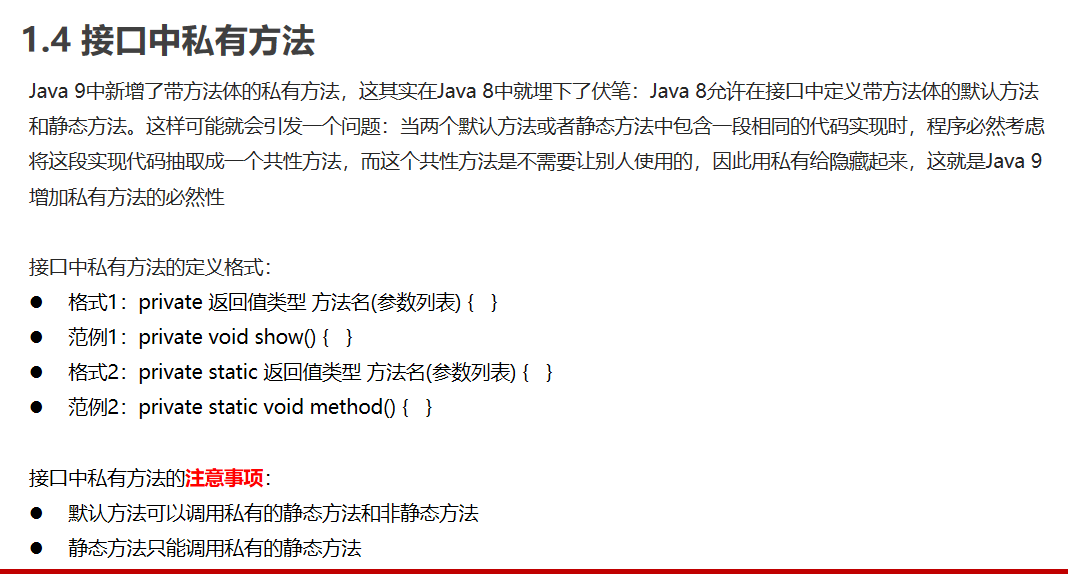 1.4 接口中私有方法
Java 9中新增了带方法体的私有方法，这其实在Java 8中就埋下了伏笔：Java 8允许在接口中定义带方法体的默认方法
和静态方法。这样可能就会引发一个问题：当两个默认方法或者静态方法中包含一段相同的代码实现时，程序必然考虑
将这段实现代码抽取成一个共性方法，而这个共性方法是不需要让别人使用的，因此用私有给隐藏起来，这就是Java 9
增加私有方法的必然性
接口中私有方法的定义格式：
● 格式1：private 返回值类型 方法名(参数列表) { }
● 范例1：private void show() { }
● 格式2：private static 返回值类型 方法名(参数列表) { }
● 范例2：private static void method() { }
接口中私有方法的注意事项：
● 默认方法可以调用私有的静态方法和非静态方法
● 静态方法只能调用私有的静态方法